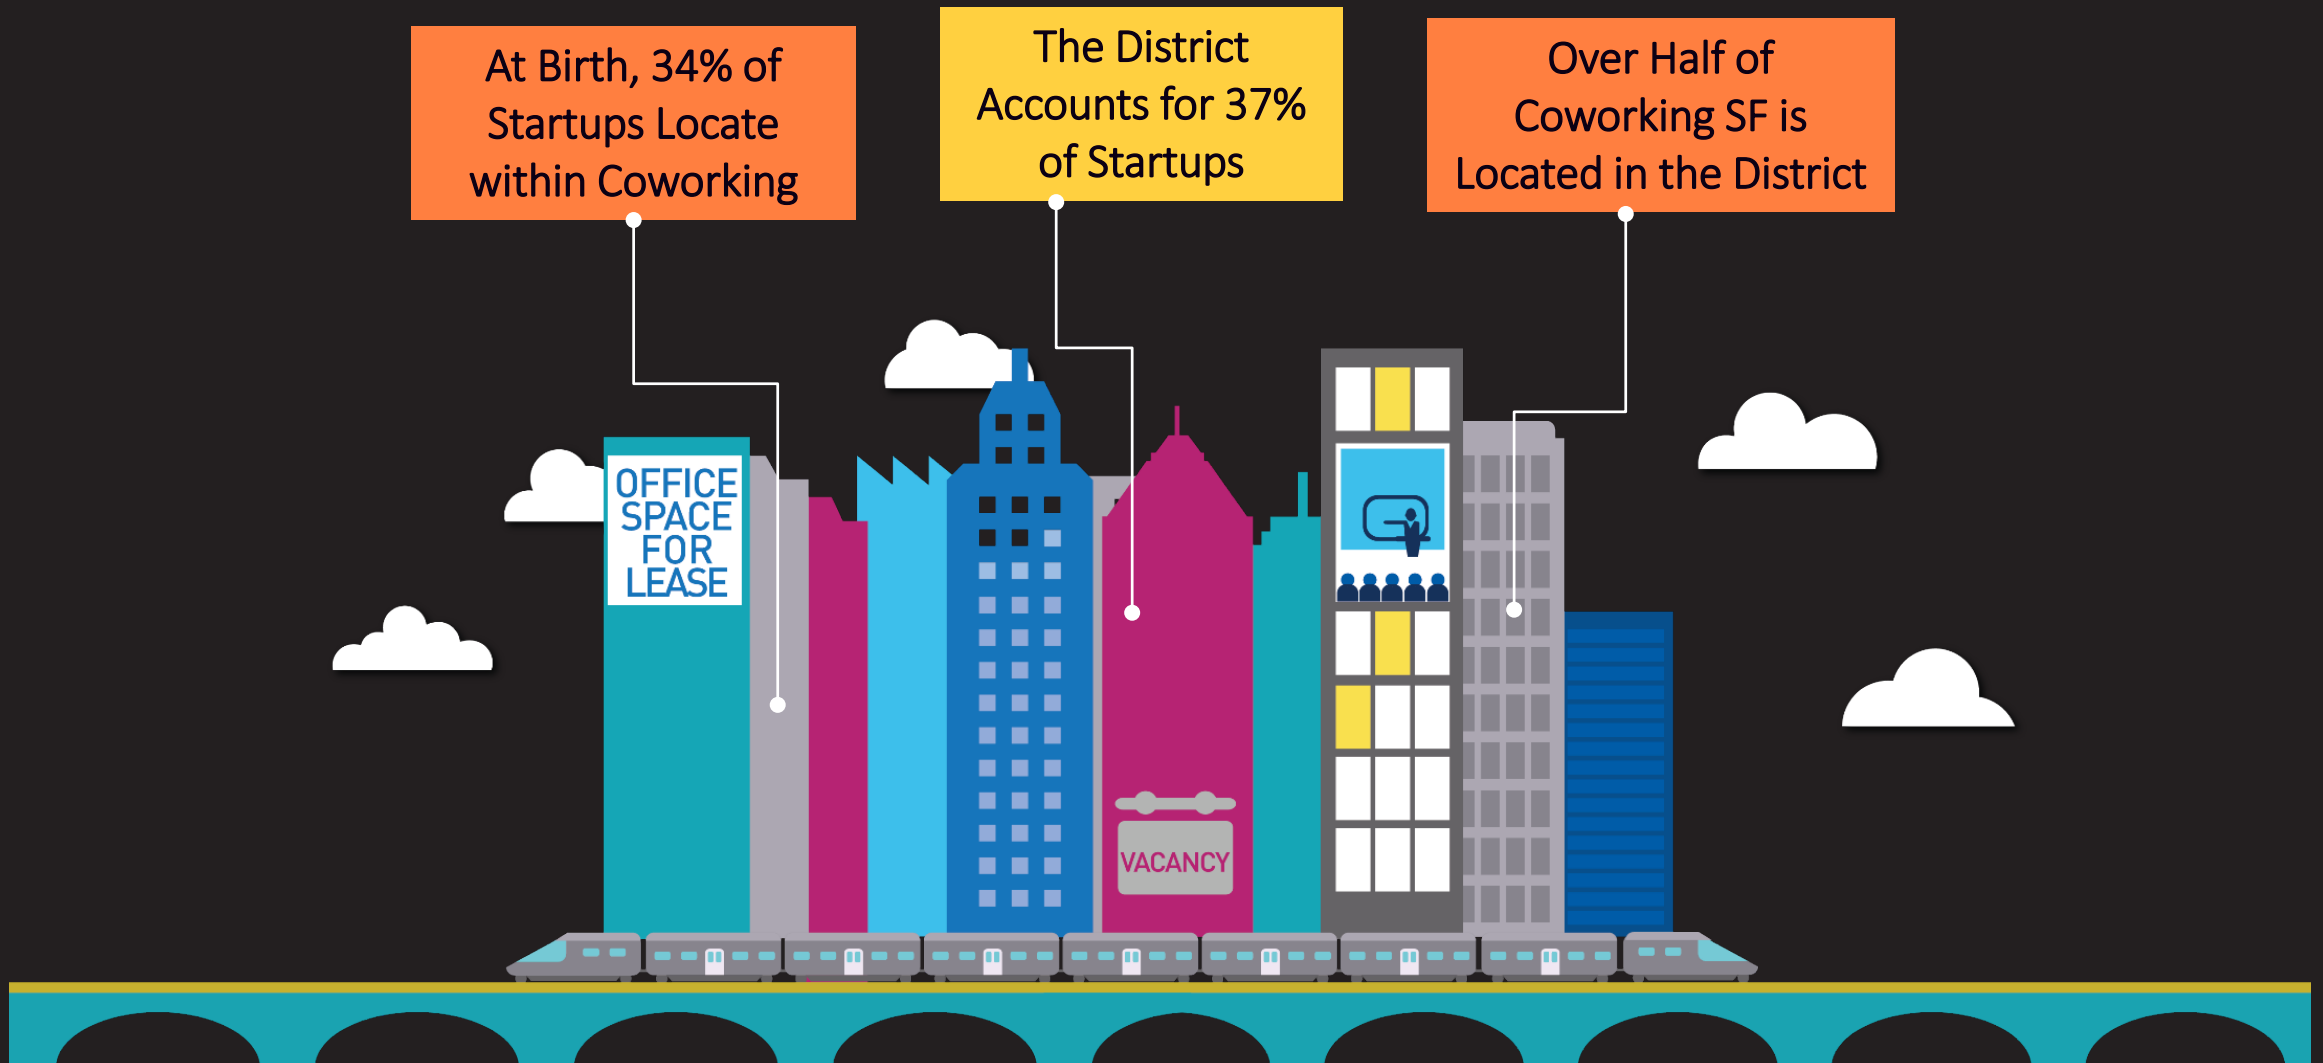 At Birth, 34% of
Startups Locate
within Coworking
The District
Accounts for 37%
of Startups
Over Half of
Coworking SF is
Located in the District
OFFICE
SPACE
FOR
LEASE
VACANCY